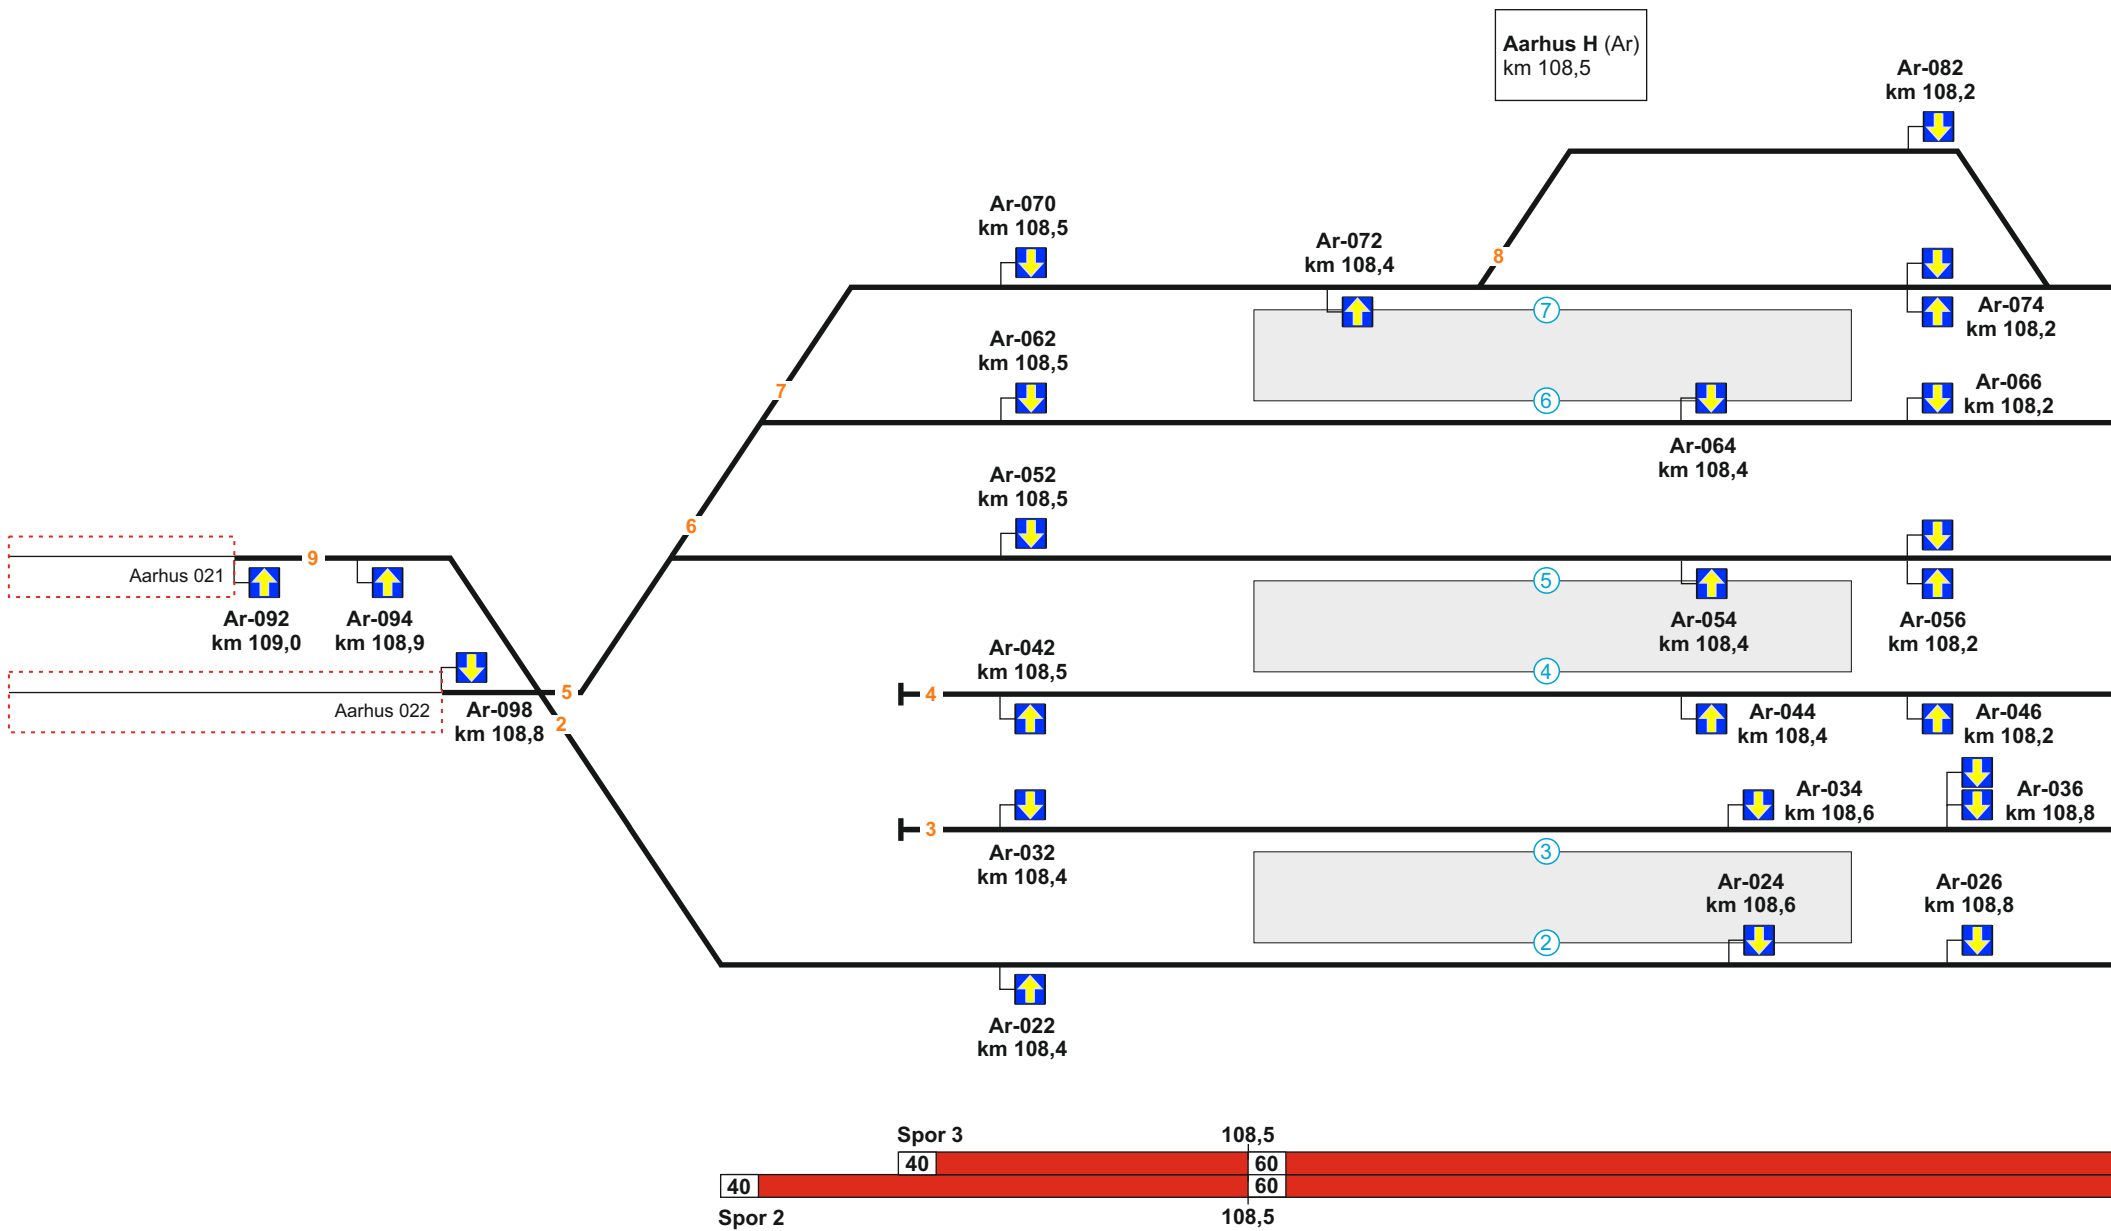 Aarhus H (Ar)
km 108,5
Ar-082
km 108,2
Ar-070
km 108,5
Ar-072
km 108,4
8
7
Ar-074
km 108,2
Ar-062
km 108,5
7
6
Ar-066
km 108,2
Ar-064
km 108,4
Ar-052
km 108,5
6
9
Aarhus 021
5
Ar-092
km 109,0
Ar-094
km 108,9
Ar-054
km 108,4
Ar-056
km 108,2
Ar-042
km 108,5
4
5
4
Aarhus 022
Ar-098
km 108,8
2
Ar-044
km 108,4
Ar-046
km 108,2
Ar-034
km 108,6
Ar-036
km 108,8
3
3
Ar-032
km 108,4
Ar-024
km 108,6
Ar-026
km 108,8
2
Ar-022
km 108,4
Spor 3
108,5
40
60
40
60
Spor 2
108,5